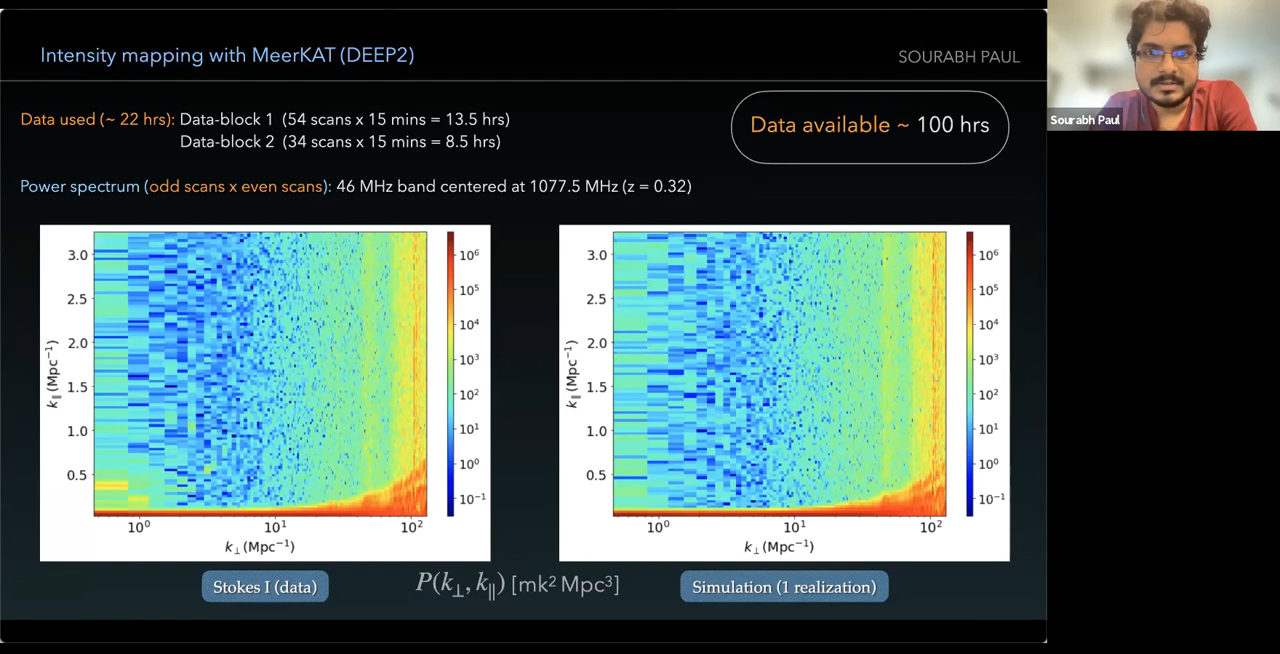 Intensity mapping with MeerKAT (DEEP2)
SOURABH PAUL
Data used (~ 22 hrs): Data-block 1 (54 scans x 15 mins = 13.5 hrs)
Data-block 2 (34 scans x 15 mins = 8.5 hrs)
Data available ~ 100 hrs
Power spectrum (odd scans x even scans): 46 MHz band centered at 1077.5 MHz (z = 0.32)
Sourabh Paul
3.0
2.5
2.0
1.5
1.0
0.5
k∥(Mpc⁻¹)
10⁰ 10¹ 10²
k⊥(Mpc⁻¹)
10⁶
10⁵
10⁴
10³
10²
10¹
10⁰
10⁻¹
3.0
2.5
2.0
1.5
1.0
0.5
k∥(Mpc⁻¹)
10⁰ 10¹ 10²
k⊥(Mpc⁻¹)
10⁶
10⁵
10⁴
10³
10²
10¹
10⁰
10⁻¹
Stokes I (data)
P(k⊥, k∥) [mk² Mpc³]
Simulation (1 realization)